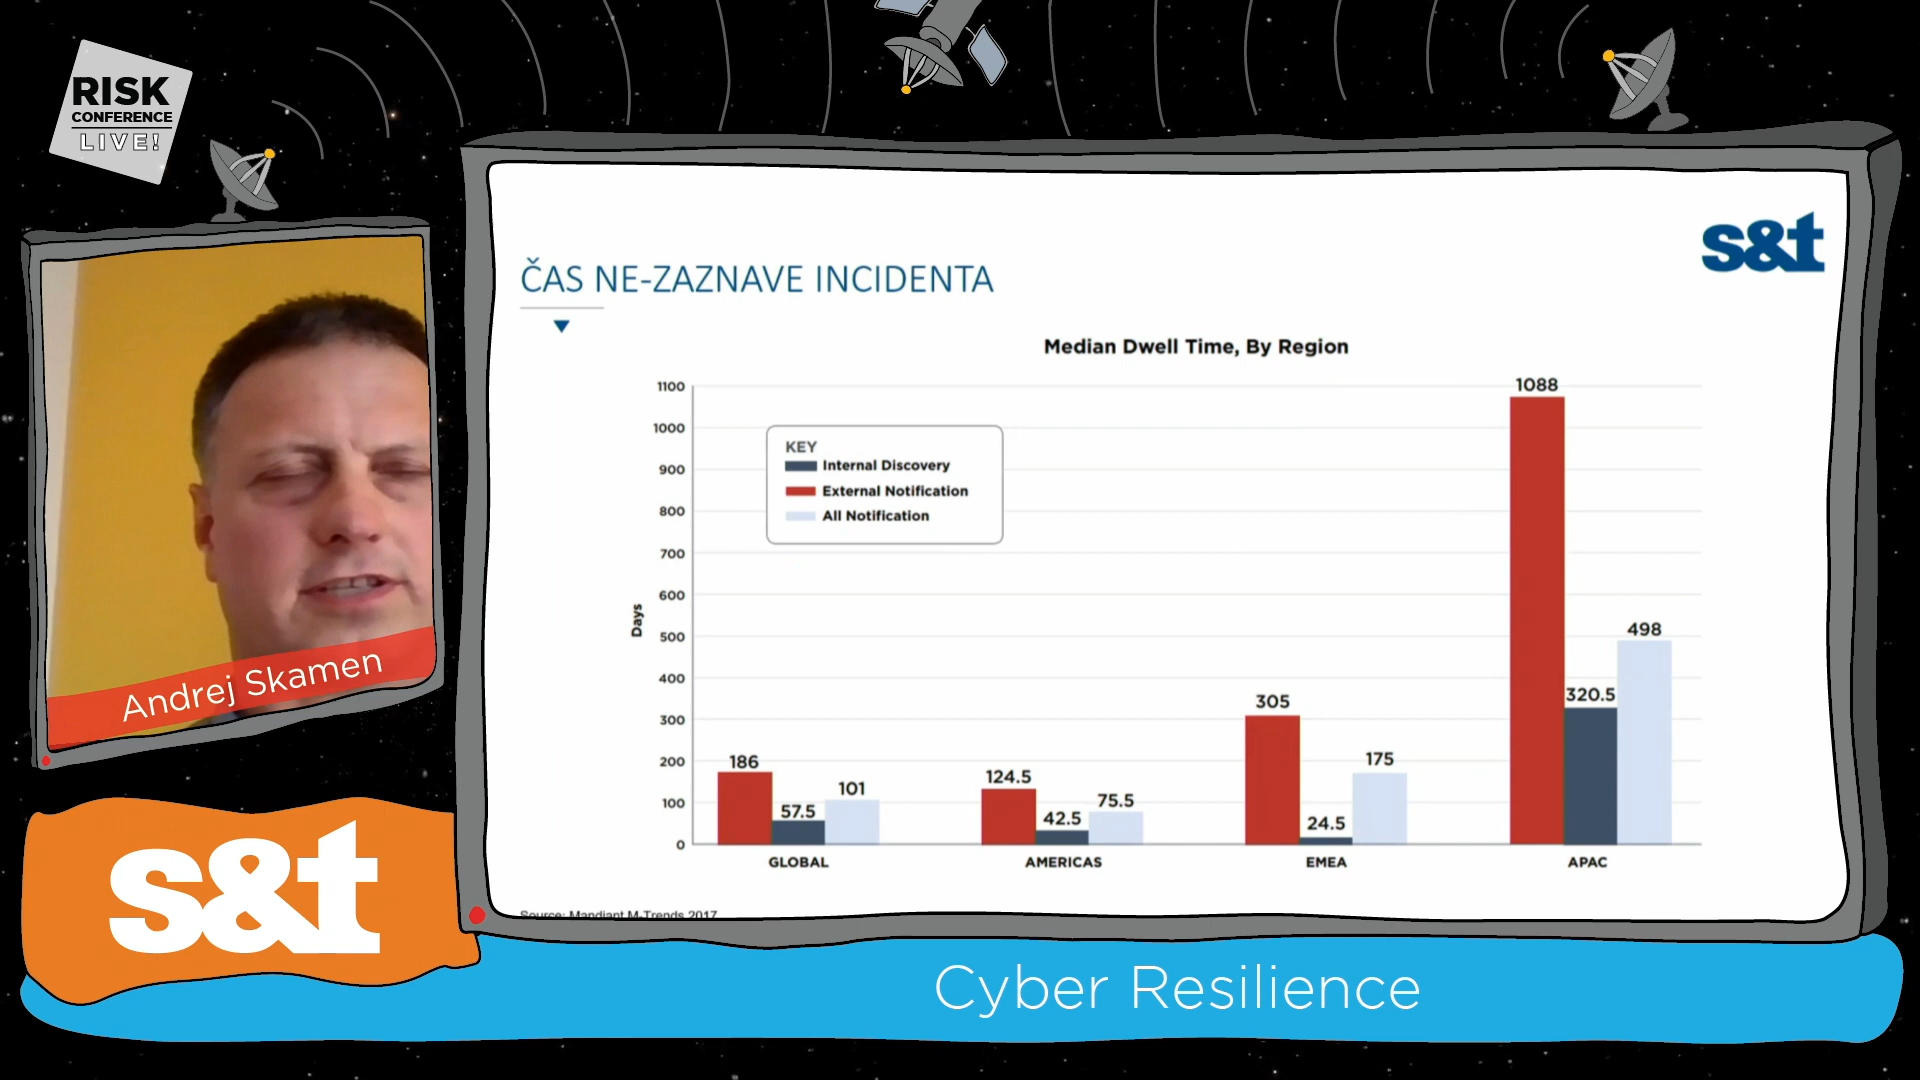 RISK
CONFERENCE
LIVE!
Andrej Skamen
s&t
s&t
ČAS NE-ZAZNAVE INCIDENTA
Median Dwell Time, By Region
1100
1000
900
800
700
600
500
400
300
200
100
0
Days
KEY
Internal Discovery
External Notification
All Notification
186
57.5
101
124.5
42.5
75.5
305
24.5
175
1088
320.5
498
GLOBAL
AMERICAS
EMEA
APAC
Source: Mandiant M-Trends 2017
Cyber Resilience